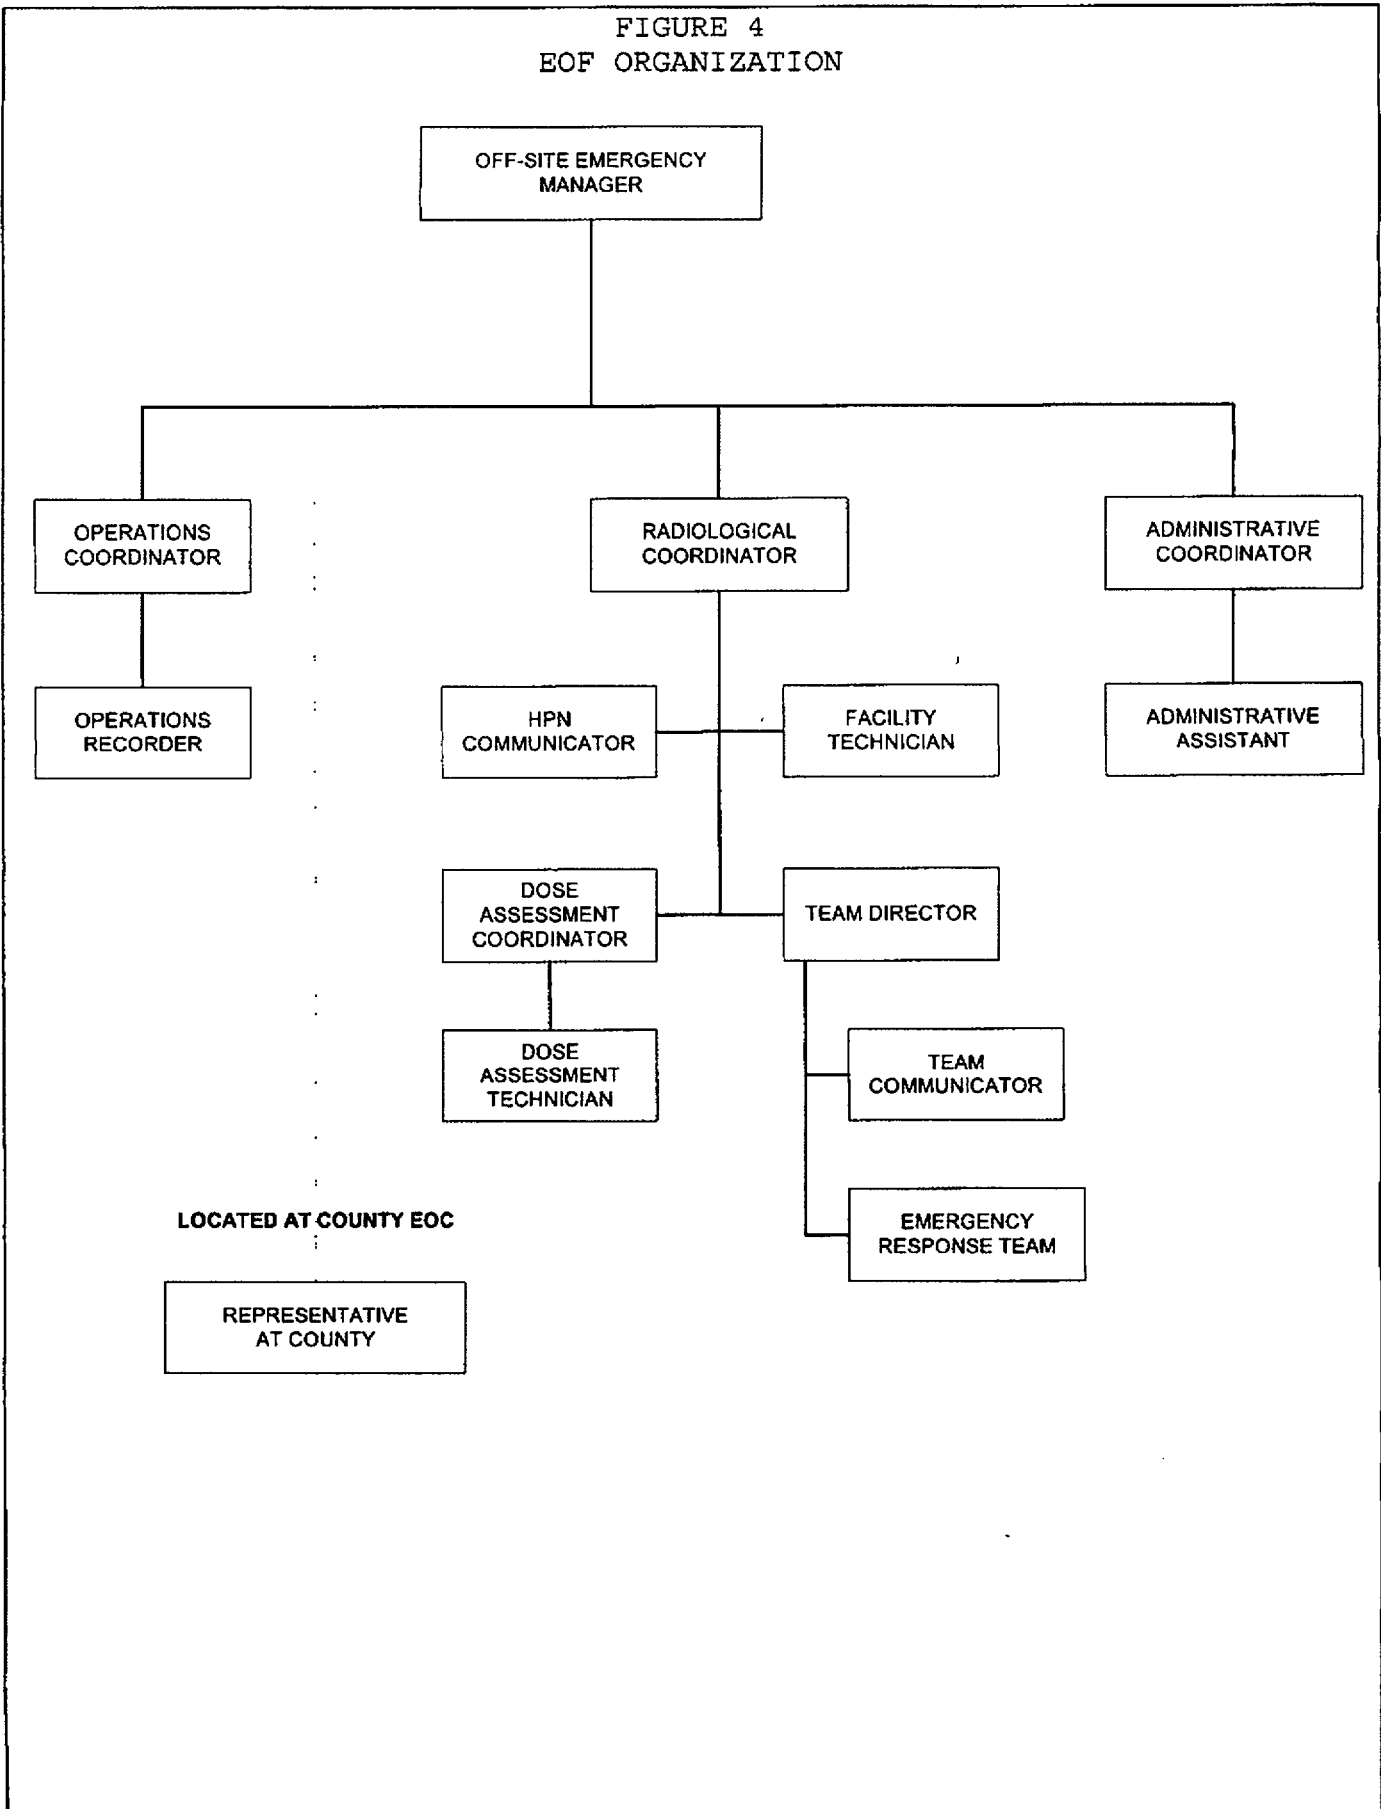 FIGURE 4
EOF ORGANIZATION
OFF-SITE EMERGENCY
MANAGER
OPERATIONS
COORDINATOR
RADIOLOGICAL
COORDINATOR
ADMINISTRATIVE
COORDINATOR
OPERATIONS
RECORDER
HPN
COMMUNICATOR
FACILITY
TECHNICIAN
ADMINISTRATIVE
ASSISTANT
DOSE
ASSESSMENT
COORDINATOR
TEAM DIRECTOR
DOSE
ASSESSMENT
TECHNICIAN
TEAM
COMMUNICATOR
LOCATED AT COUNTY EOC
EMERGENCY
RESPONSE TEAM
REPRESENTATIVE
AT COUNTY